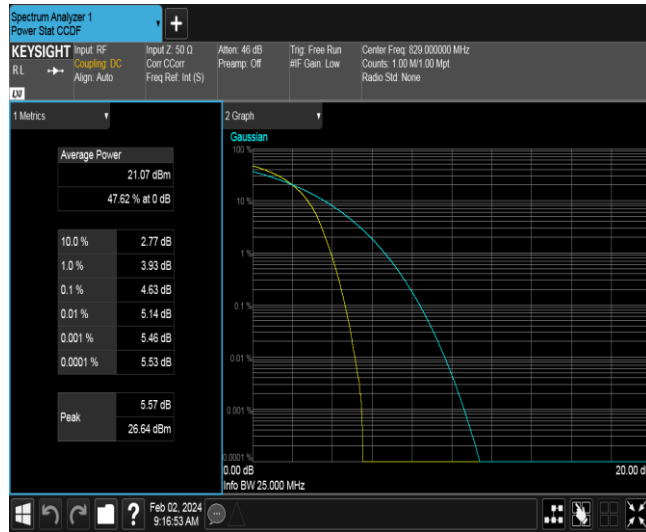 Spectrum Analyzer 1
Power Stat CCDF
+
KEYSIGHT
RL
LXI
Input: RF
Coupling: DC
Align: Auto
Input Z: 50 Ω
Corr CCorr
Freq Ref: Int (S)
Atten: 46 dB
Preamp: Off
Trig: Free Run
#IF Gain: Low
Center Freq: 829.000000 MHz
Counts: 1.00 M/1.00 Mpt
Radio Std: None
1 Metrics
Average Power
21.07 dBm
47.62 % at 0 dB
10.0 % 2.77 dB
1.0 % 3.93 dB
0.1 % 4.63 dB
0.01 % 5.14 dB
0.001 % 5.46 dB
0.0001 % 5.53 dB
Peak
5.57 dB
26.64 dBm
2 Graph
Gaussian
100 %
10 %
1 %
0.1 %
0.01 %
0.001 %
0.0001 %
0.00 dB 20.00 d
Info BW 25.000 MHz
?
Feb 02, 2024
9:16:53 AM